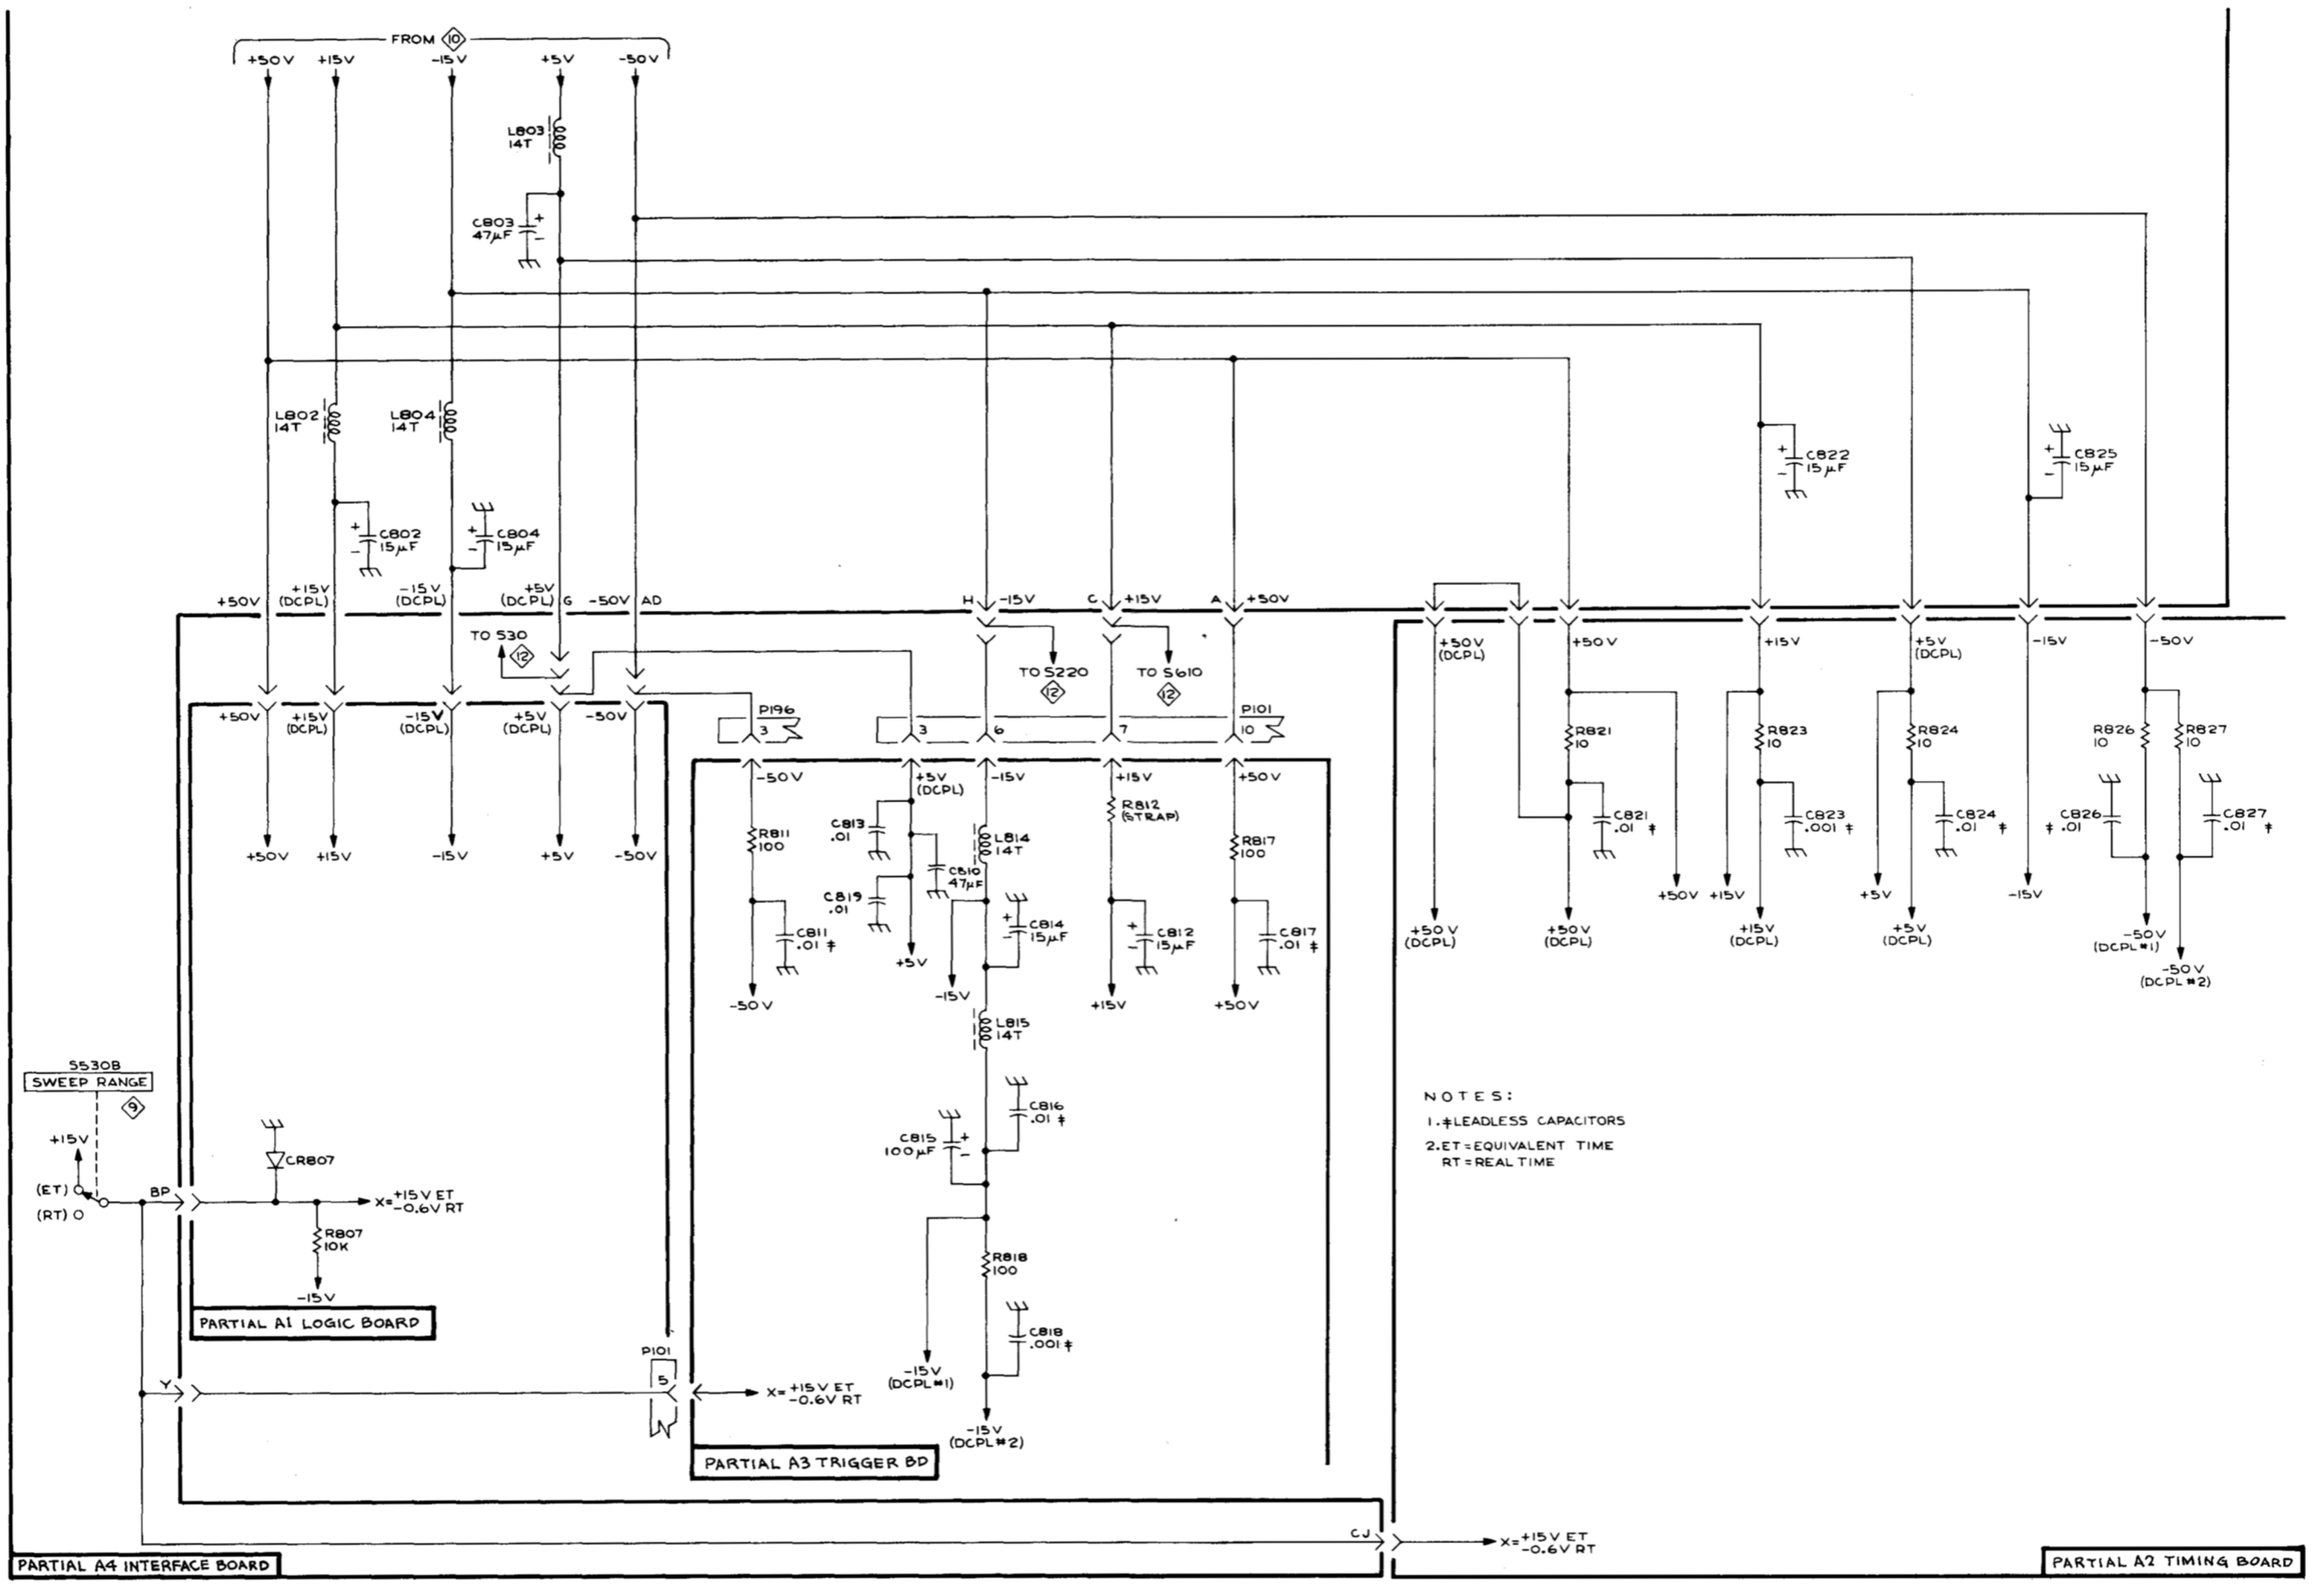 FROM 10
+50V +15V -15V +5V -50V
L803
14T
C803
47µF
+
-
L802
14T
L804
14T
C822
15µF
+
-
C825
15µF
+
-
C802
15µF
+
-
C804
15µF
+
-
+50V
+15V
(DCPL)
-15V
(DCPL)
+5V
(DCPL)
G
-50V
AD
H
-15V
C
+15V
A
+50V
TO S30
12
TO S220
12
TO S610
12
+50V
(DCPL)
+50V
+15V
+5V
(DCPL)
-15V
-50V
+50V
+15V
(DCPL)
-15V
(DCPL)
+5V
(DCPL)
-50V
P196
3
3
6
7
P101
10
-50V
+5V
(DCPL)
-15V
+15V
+50V
R821
10
R823
10
R824
10
R826
10
R827
10
R811
100
C813
.01
C810
47µF
C819
.01
L814
14T
R812
(STRAP)
R817
100
C821
.01 ‡
C823
.001 ‡
C824
.01 ‡
C826
‡ .01
C827
.01 ‡
+50V
+15V
-15V
+5V
-50V
C811
.01 ‡
C814
15µF
+
-
C812
15µF
+
-
C817
.01 ‡
-50V
+5V
-15V
+15V
+50V
+50V
(DCPL)
+50V
(DCPL)
+50V
+15V
+15V
(DCPL)
+5V
+5V
(DCPL)
-15V
-50V
(DCPL#1)
-50V
(DCPL#2)
L815
14T
C816
.01 ‡
C815
100µF
+
-
R818
100
C818
.001 ‡
-15V
(DCPL#1)
-15V
(DCPL#2)
NOTES:
1.‡LEADLESS CAPACITORS
2.ET=EQUIVALENT TIME
RT=REAL TIME
S530B
SWEEP RANGE
9
+15V
(ET)
(RT)
BP
CR807
X=+15V ET
-0.6V RT
R807
10K
-15V
PARTIAL A1 LOGIC BOARD
Y
P101
5
X=+15V ET
-0.6V RT
PARTIAL A3 TRIGGER BD
CJ
X=+15V ET
-0.6V RT
PARTIAL A4 INTERFACE BOARD
PARTIAL A2 TIMING BOARD